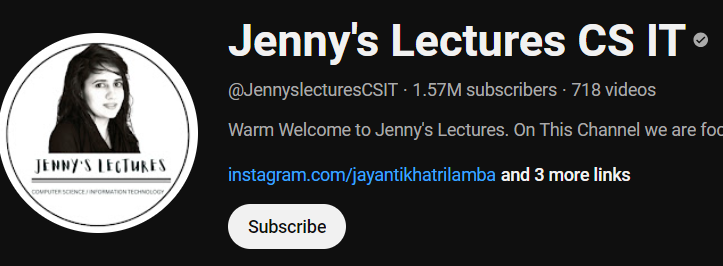 Jenny's Lectures CS IT
@JennyslecturesCSIT · 1.57M subscribers · 718 videos
Warm Welcome to Jenny's Lectures. On This Channel we are foc
instagram.com/jayantikhatrilamba and 3 more links
Subscribe
JENNY'S LECTURES
COMPUTER SCIENCE / INFORMATION TECHNOLOGY